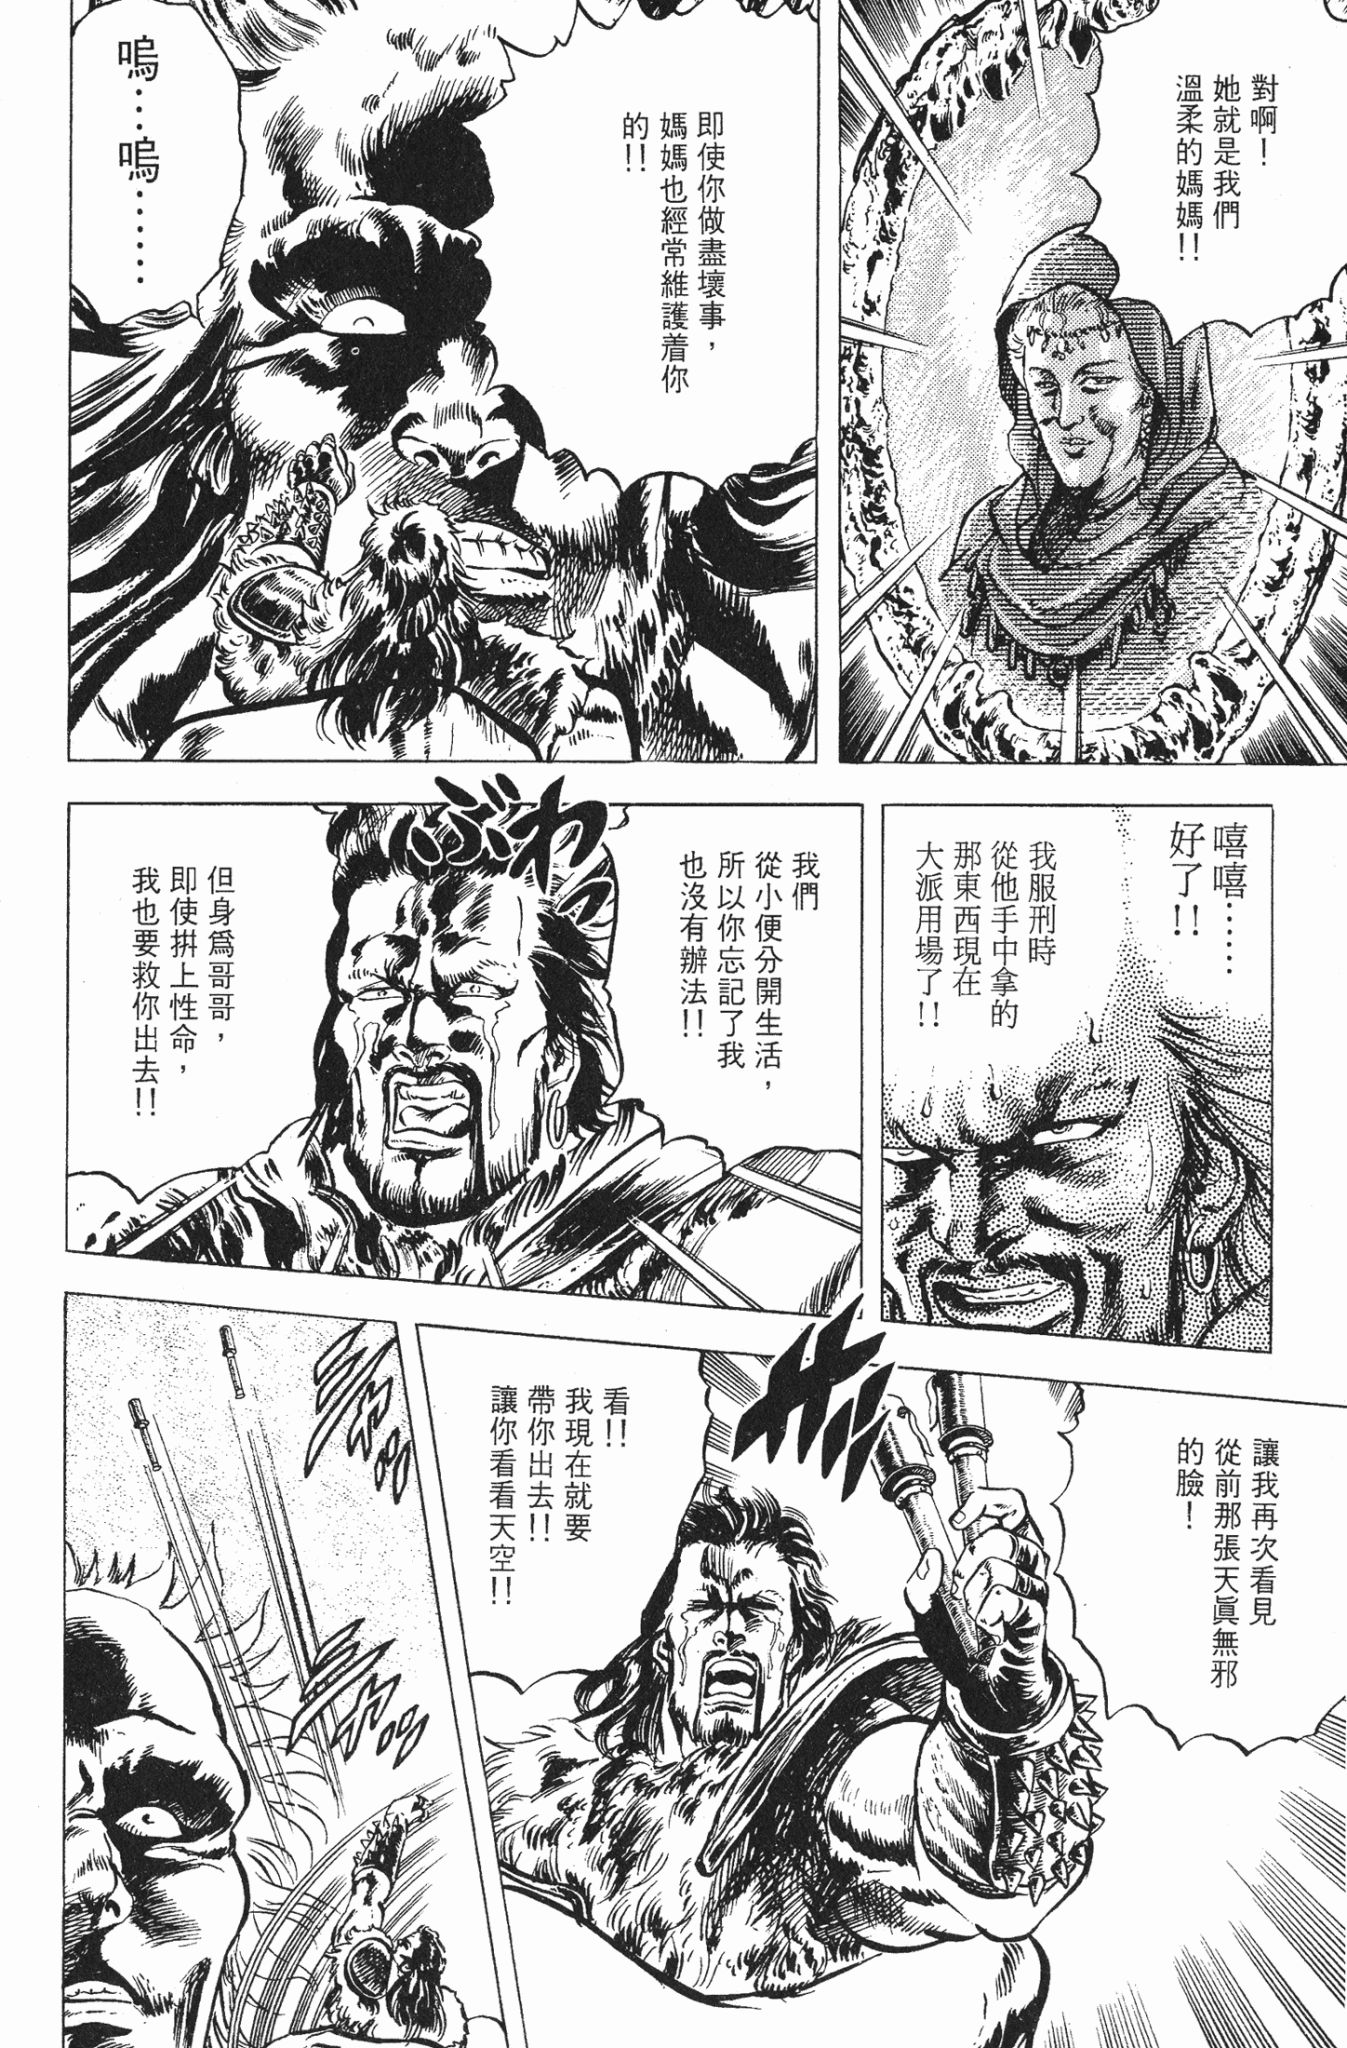 對啊！
她就是我們
溫柔的媽媽!!
即使你做盡壞事，
媽媽也經常維護着你
的!!
嗚…嗚……
嘻嘻……
好了!!
我服刑時
從他手中拿的
那東西現在
大派用場了!!
ぶわっ
我們
從小便分開生活，
所以你忘記了我
也沒有辦法!!
但身爲哥哥，
即使拚上性命，
我也要救你出去!!
讓我再次看見
從前那張天眞無邪
的臉！
看!!
我現在就要
帶你出去!!
讓你看看天空!!